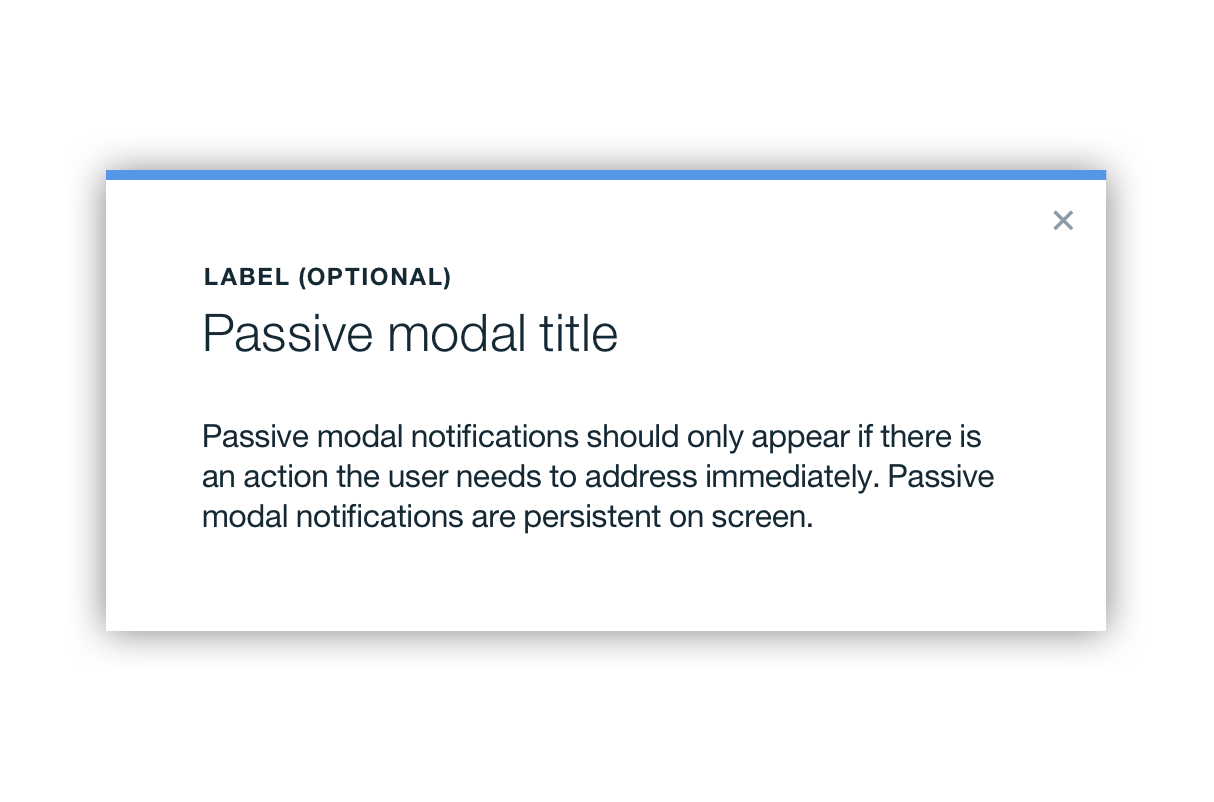 LABEL (OPTIONAL)
Passive modal title
Passive modal notifications should only appear if there is
an action the user needs to address immediately. Passive
modal notifications are persistent on screen.